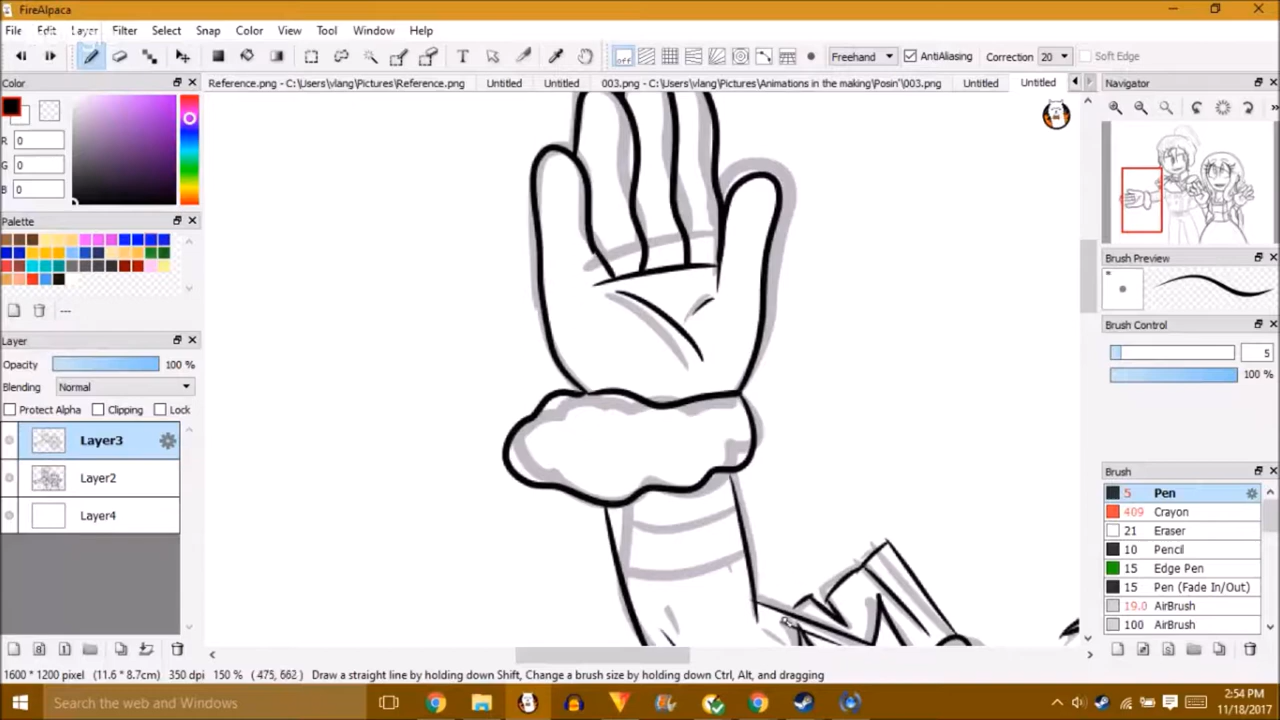 FireAlpaca
File Edit Layer Filter Select Snap Color View Tool Window Help
off Freehand AntiAliasing Correction 20 Soft Edge
Color
Reference.png - C:\Users\vlang\Pictures\Reference.png Untitled Untitled 003.png - C:\Users\vlang\Pictures\Animations in the making\Posin'\003.png Untitled Untitled
Navigator
R 0
G 0
B 0
Palette
Brush Preview
Brush Control
5
100 %
---
Layer
Opacity 100 %
Blending Normal
Protect Alpha Clipping Lock
Layer3
Layer2
Layer4
Brush
5 Pen
409 Crayon
21 Eraser
10 Pencil
15 Edge Pen
15 Pen (Fade In/Out)
19.0 AirBrush
100 AirBrush
1600 * 1200 pixel (11.6 * 8.7cm) 350 dpi 150 % ( 475, 662 ) Draw a straight line by holding down Shift, Change a brush size by holding down Ctrl, Alt, and dragging
Search the web and Windows
2:54 PM
11/18/2017